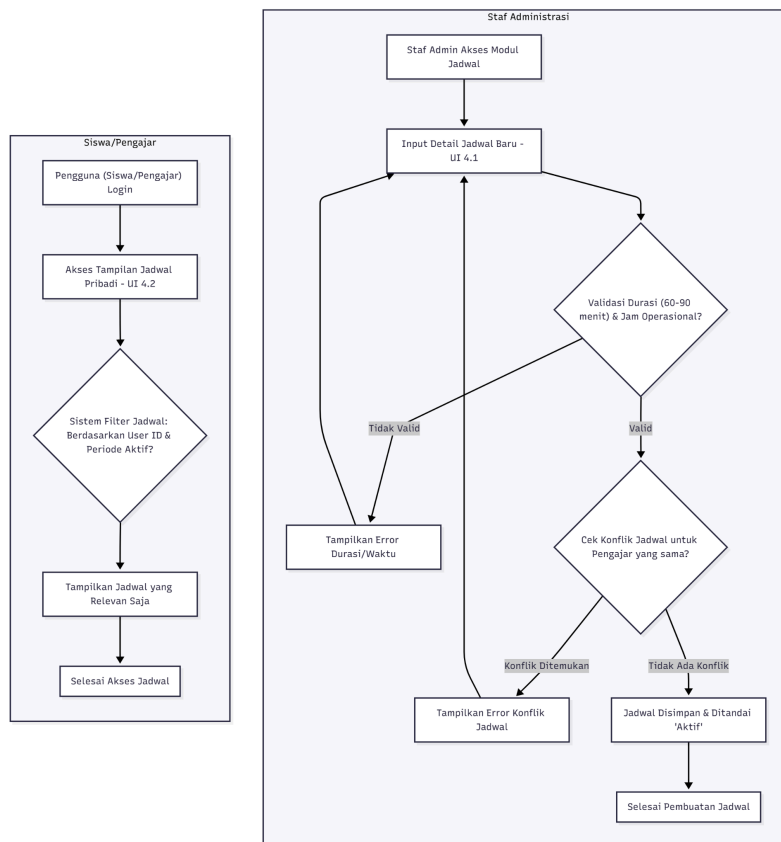 Siswa/Pengajar
Pengguna (Siswa/Pengajar)
Login
Akses Tampilan Jadwal
Pribadi - UI 4.2
Sistem Filter Jadwal:
Berdasarkan User ID &
Periode Aktif?
Tampilkan Jadwal yang
Relevan Saja
Selesai Akses Jadwal
Staf Administrasi
Staf Admin Akses Modul
Jadwal
Input Detail Jadwal Baru -
UI 4.1
Validasi Durasi (60-90
menit) & Jam Operasional?
Tidak Valid
Valid
Tampilkan Error
Durasi/Waktu
Cek Konflik Jadwal untuk
Pengajar yang sama?
Konflik Ditemukan
Tidak Ada Konflik
Tampilkan Error Konflik
Jadwal
Jadwal Disimpan & Ditandai
'Aktif'
Selesai Pembuatan Jadwal